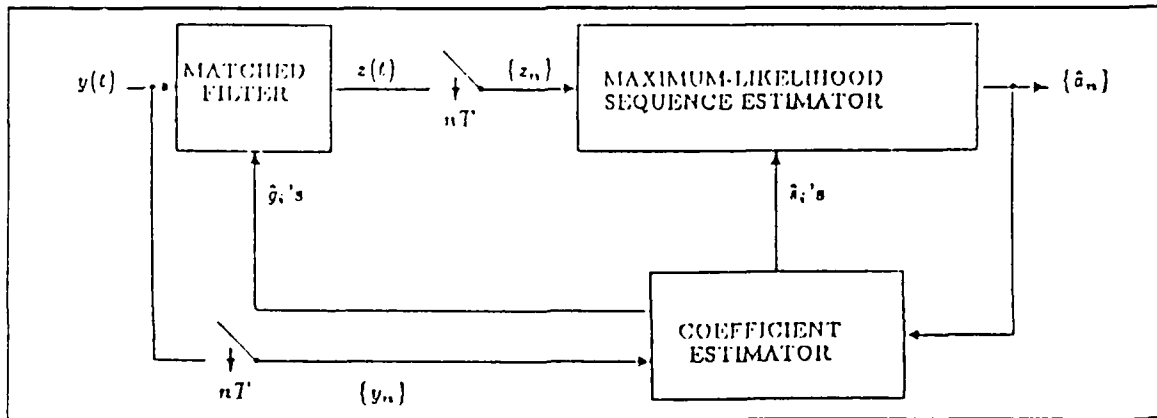 MATCHED
FILTER
y(t)
z(t)
{z_n}
nT
MAXIMUM-LIKELIHOOD
SEQUENCE ESTIMATOR
{â_n}
ĝ_i's
ŝ_i's
COEFFICIENT
ESTIMATOR
nT
{y_n}